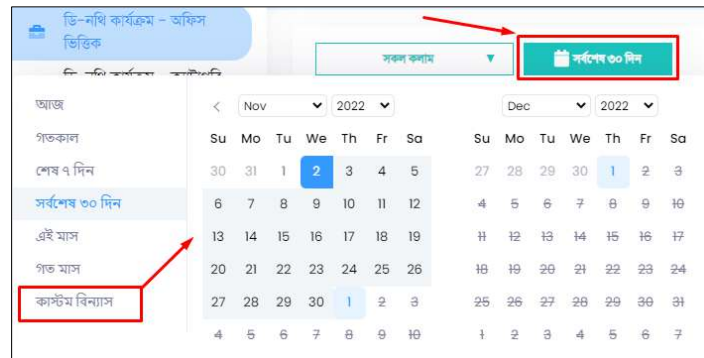 ডি-নথি কার্যক্রম – অফিস
ভিত্তিক
সকল কলাম ▼
সর্বশেষ ৩০ দিন
আজ
গতকাল
শেষ ৭ দিন
সর্বশেষ ৩০ দিন
এই মাস
গত মাস
কাস্টম বিন্যাস
< Nov 2022
Su Mo Tu We Th Fr Sa
30 31 1 2 3 4 5
6 7 8 9 10 11 12
13 14 15 16 17 18 19
20 21 22 23 24 25 26
27 28 29 30 1 2 3
4 5 6 7 8 9 10
Dec 2022
Su Mo Tu We Th Fr Sa
27 28 29 30 1 2 3
4 5 6 7 8 9 10
11 12 13 14 15 16 17
18 19 20 21 22 23 24
25 26 27 28 29 30 31
1 2 3 4 5 6 7